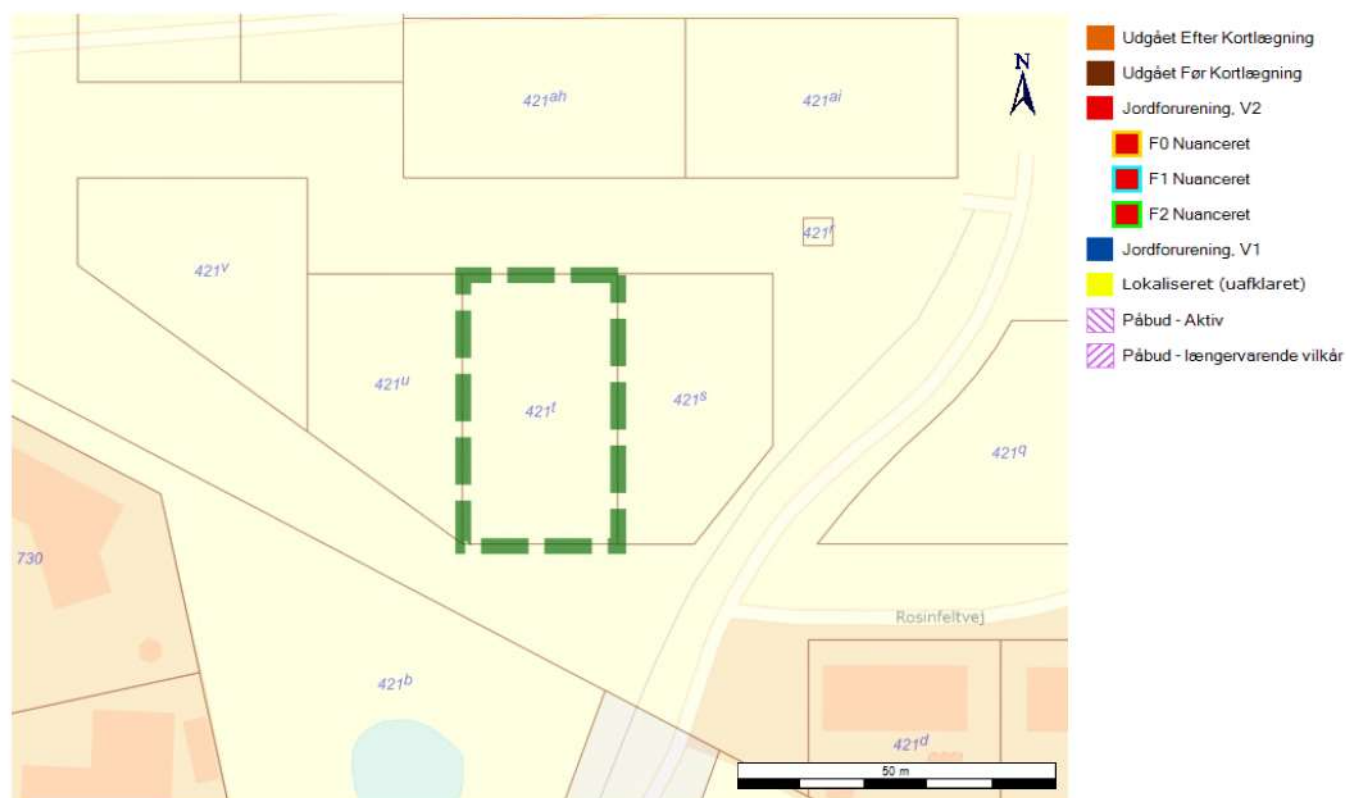 N
421ah
421ai
421r
421v
421u
421t
421s
421q
730
Rosinfeltvej
421b
421d
50 m
Udgået Efter Kortlægning
Udgået Før Kortlægning
Jordforurening, V2
F0 Nuanceret
F1 Nuanceret
F2 Nuanceret
Jordforurening, V1
Lokaliseret (uafklaret)
Påbud - Aktiv
Påbud - længervarende vilkår